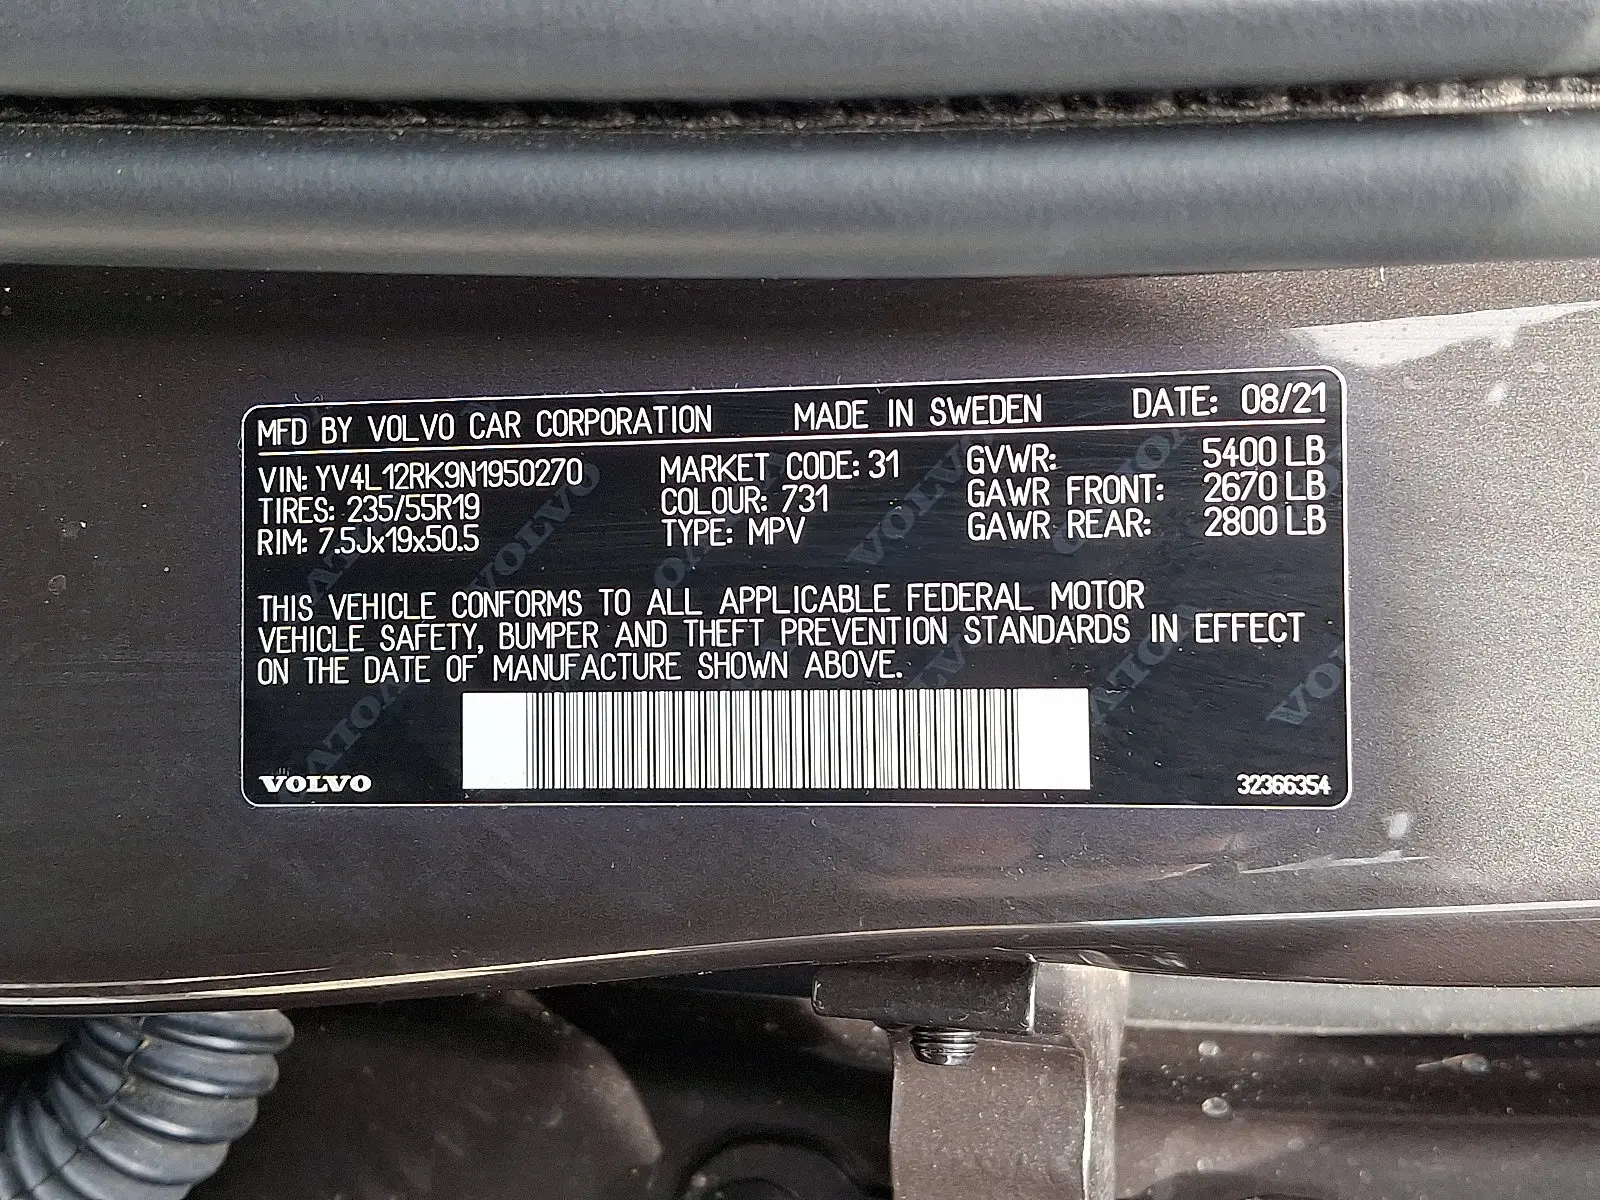 MFD BY VOLVO CAR CORPORATION MADE IN SWEDEN DATE: 08/21
VIN: YV4L12RK9N1950270 MARKET CODE: 31 GVWR: 5400 LB
TIRES: 235/55R19 COLOUR: 731 GAWR FRONT: 2670 LB
RIM: 7.5Jx19x50.5 TYPE: MPV GAWR REAR: 2800 LB
THIS VEHICLE CONFORMS TO ALL APPLICABLE FEDERAL MOTOR
VEHICLE SAFETY, BUMPER AND THEFT PREVENTION STANDARDS IN EFFECT
ON THE DATE OF MANUFACTURE SHOWN ABOVE.
VOLVO 32366354